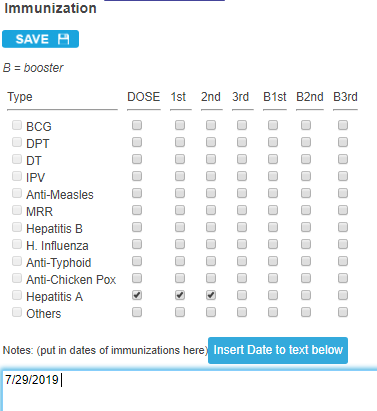 Immunization
SAVE
B = booster
Type DOSE 1st 2nd 3rd B1st B2nd B3rd
BCG
DPT
DT
IPV
Anti-Measles
MRR
Hepatitis B
H. Influenza
Anti-Typhoid
Anti-Chicken Pox
Hepatitis A
Others
Notes: (put in dates of immunizations here) Insert Date to text below
7/29/2019